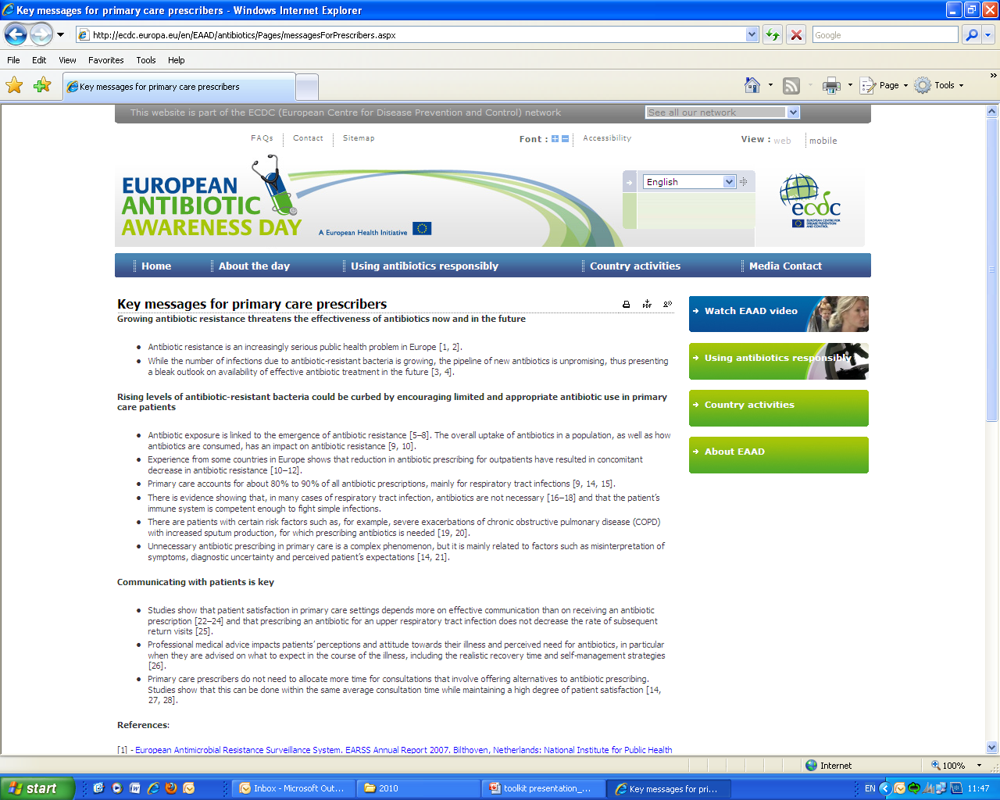 Key messages for primary care prescribers - Windows Internet Explorer
http://ecdc.europa.eu/en/EAAD/antibiotics/Pages/messagesForPrescribers.aspx
Google
File Edit View Favorites Tools Help
Key messages for primary care prescribers
Page Tools
This website is part of the ECDC (European Centre for Disease Prevention and Control) network
See all our network
FAQs Contact Sitemap Font : Accessibility View : web mobile
English
EUROPEAN
ANTIBIOTIC
AWARENESS DAY
A European Health Initiative
ecdc
EUROPEAN CENTRE FOR
DISEASE PREVENTION
AND CONTROL
Home About the day Using antibiotics responsibly Country activities Media Contact
Key messages for primary care prescribers
PDF
Growing antibiotic resistance threatens the effectiveness of antibiotics now and in the future
• Antibiotic resistance is an increasingly serious public health problem in Europe [1, 2].
• While the number of infections due to antibiotic-resistant bacteria is growing, the pipeline of new antibiotics is unpromising, thus presenting
a bleak outlook on availability of effective antibiotic treatment in the future [3, 4].
Rising levels of antibiotic-resistant bacteria could be curbed by encouraging limited and appropriate antibiotic use in primary
care patients
• Antibiotic exposure is linked to the emergence of antibiotic resistance [5–8]. The overall uptake of antibiotics in a population, as well as how
antibiotics are consumed, has an impact on antibiotic resistance [9, 10].
• Experience from some countries in Europe shows that reduction in antibiotic prescribing for outpatients have resulted in concomitant
decrease in antibiotic resistance [10–12].
• Primary care accounts for about 80% to 90% of all antibiotic prescriptions, mainly for respiratory tract infections [9, 14, 15].
• There is evidence showing that, in many cases of respiratory tract infection, antibiotics are not necessary [16–18] and that the patient’s
immune system is competent enough to fight simple infections.
• There are patients with certain risk factors such as, for example, severe exacerbations of chronic obstructive pulmonary disease (COPD)
with increased sputum production, for which prescribing antibiotics is needed [19, 20].
• Unnecessary antibiotic prescribing in primary care is a complex phenomenon, but it is mainly related to factors such as misinterpretation of
symptoms, diagnostic uncertainty and perceived patient’s expectations [14, 21].
Communicating with patients is key
• Studies show that patient satisfaction in primary care settings depends more on effective communication than on receiving an antibiotic
prescription [22–24] and that prescribing an antibiotic for an upper respiratory tract infection does not decrease the rate of subsequent
return visits [25].
• Professional medical advice impacts patients’ perceptions and attitude towards their illness and perceived need for antibiotics, in particular
when they are advised on what to expect in the course of the illness, including the realistic recovery time and self-management strategies
[26].
• Primary care prescribers do not need to allocate more time for consultations that involve offering alternatives to antibiotic prescribing.
Studies show that this can be done within the same average consultation time while maintaining a high degree of patient satisfaction [14,
27, 28].
References:
[1] - European Antimicrobial Resistance Surveillance System. EARSS Annual Report 2007. Bilthoven, Netherlands: National Institute for Public Health
Watch EAAD video
Using antibiotics responsibly
Country activities
About EAAD
Internet 100%
start Inbox - Microsoft Out... 2010 toolkit presentation_... Key messages for pri... EN 11:47